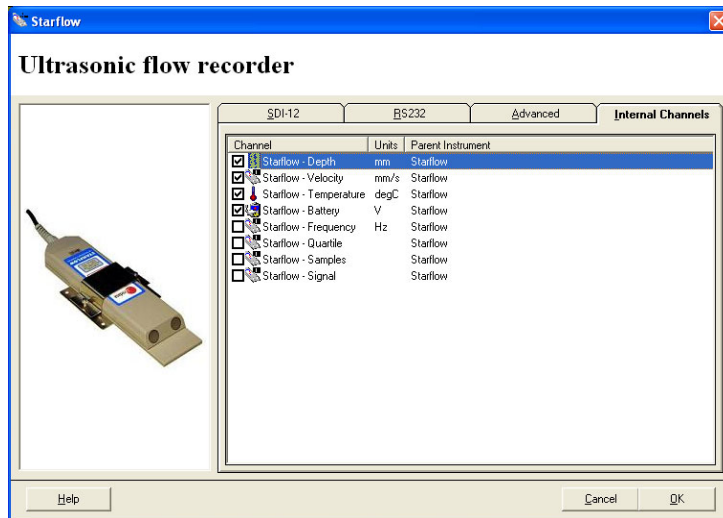 Starflow
Ultrasonic flow recorder
SDI-12 RS232 Advanced Internal Channels
Channel Units Parent Instrument
Starflow - Depth mm Starflow
Starflow - Velocity mm/s Starflow
Starflow - Temperature degC Starflow
Starflow - Battery V Starflow
Starflow - Frequency Hz Starflow
Starflow - Quartile Starflow
Starflow - Samples Starflow
Starflow - Signal Starflow
Help Cancel OK